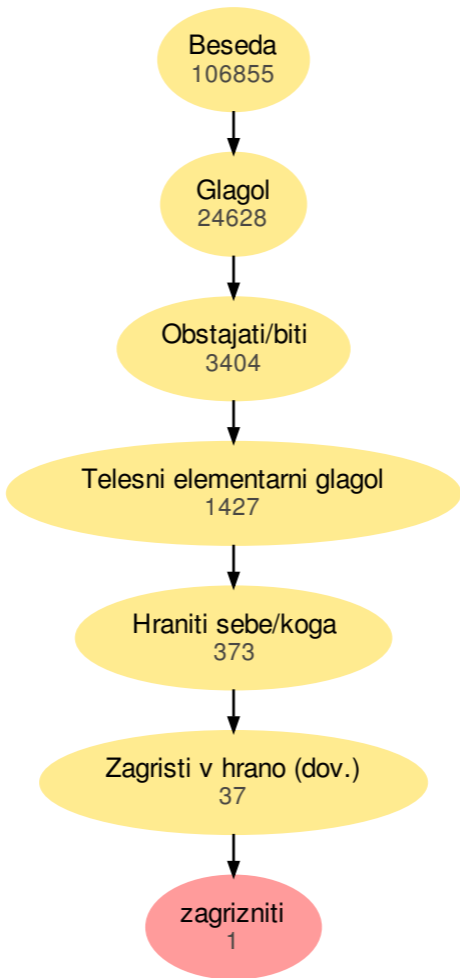 Beseda
106855
Glagol
24628
Obstajati/biti
3404
Telesni elementarni glagol
1427
Hraniti sebe/koga
373
Zagristi v hrano (dov.)
37
zagrizniti
1